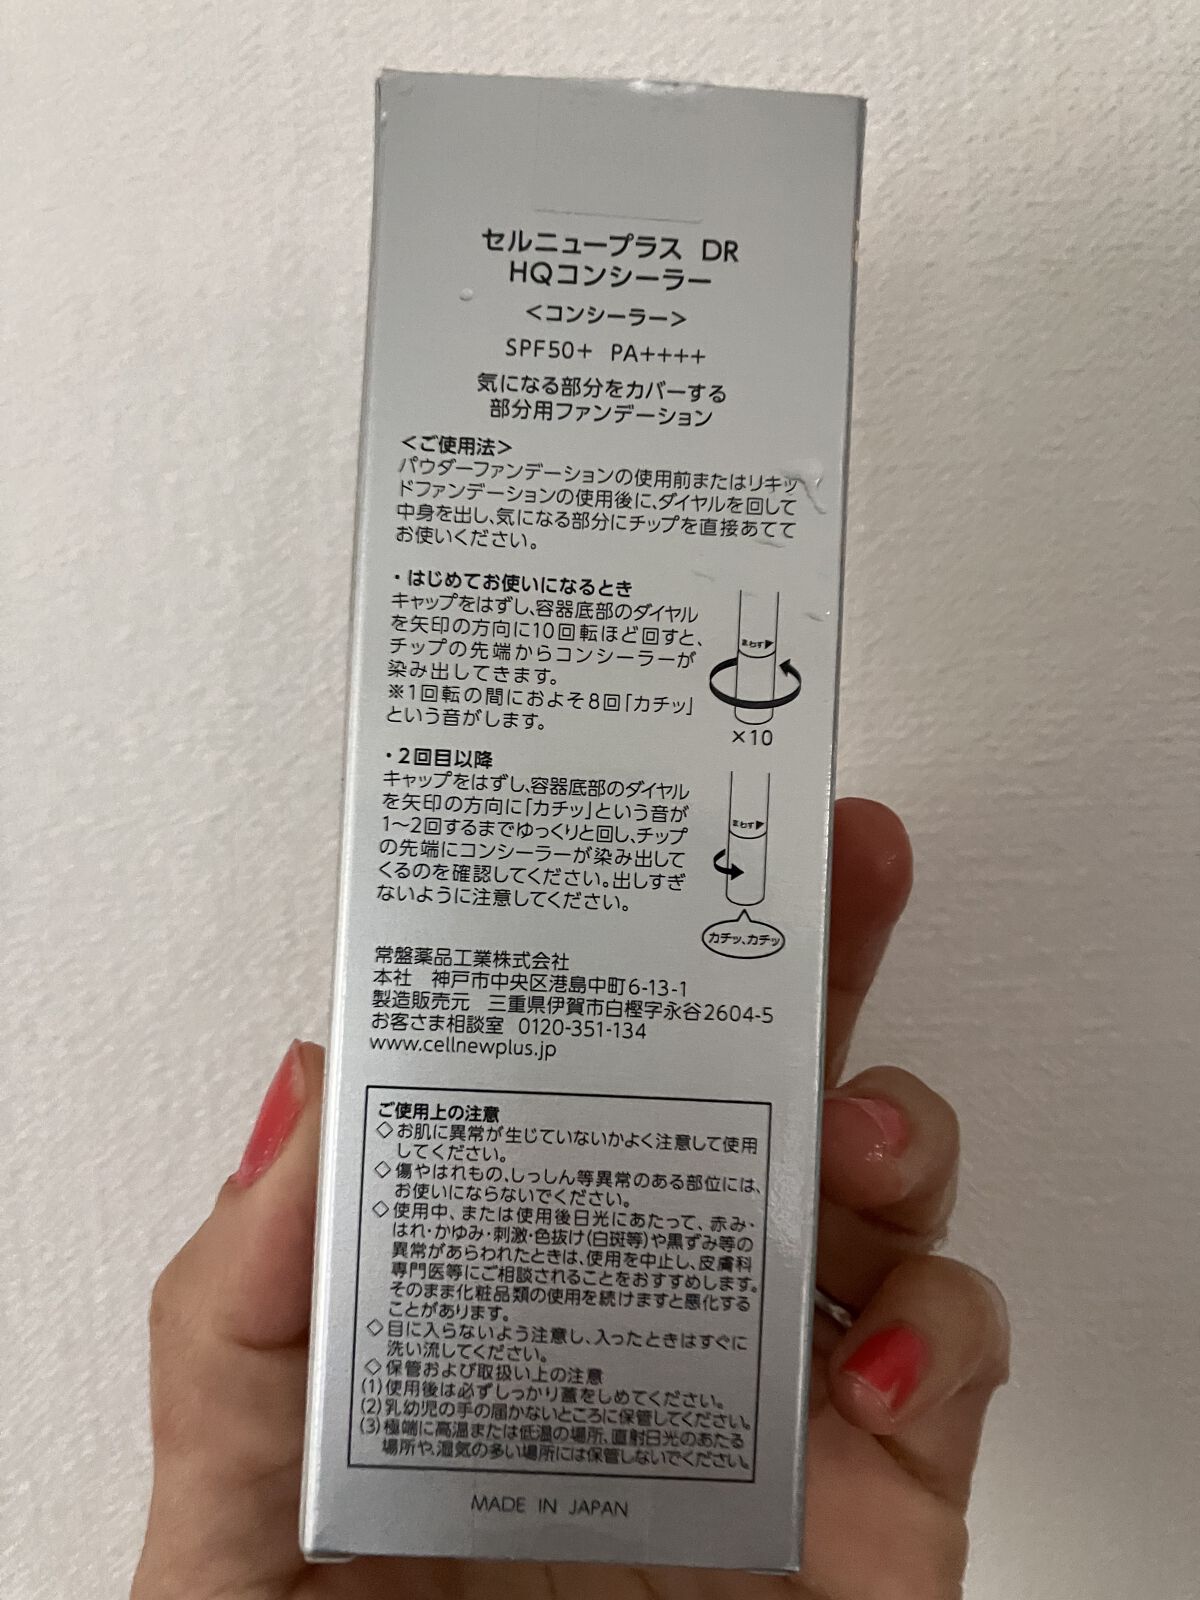 セルニュープラス DR
HQコンシーラー
＜コンシーラー＞
SPF50+ PA++++
気になる部分をカバーする
部分用ファンデーション
＜ご使用法＞
パウダーファンデーションの使用前またはリキッ
ドファンデーションの使用後に、ダイヤルを回して
中身を出し、気になる部分にチップを直接あてて
お使いください。
・はじめてお使いになるとき
キャップをはずし、容器底部のダイヤル
を矢印の方向に10回転ほど回すと、
チップの先端からコンシーラーが
染み出してきます。
※1回転の間におよそ8回「カチッ」
という音がします。
まわす▶
×10
・2回目以降
キャップをはずし、容器底部のダイヤル
を矢印の方向に「カチッ」という音が
1〜2回するまでゆっくりと回し、チップ
の先端にコンシーラーが染み出して
くるのを確認してください。出しすぎ
ないように注意してください。
まわす▶
カチッ、カチッ
常盤薬品工業株式会社
本社 神戸市中央区港島中町6-13-1
製造販売元 三重県伊賀市白樫字永谷2604-5
お客さま相談室 0120-351-134
www.cellnewplus.jp
ご使用上の注意
◇お肌に異常が生じていないかよく注意して使用
してください。
◇傷やはれもの、しっしん等異常のある部位には、
お使いにならないでください。
◇使用中、または使用後日光にあたって、赤み・
はれ・かゆみ・刺激・色抜け(白斑等)や黒ずみ等の
異常があらわれたときは、使用を中止し、皮膚科
専門医等にご相談されることをおすすめします。
そのまま化粧品類の使用を続けますと悪化する
ことがあります。
◇目に入らないよう注意し、入ったときはすぐに
洗い流してください。
◇保管および取扱い上の注意
(1)使用後は必ずしっかり蓋をしめてください。
(2)乳幼児の手の届かないところに保管してください。
(3)極端に高温または低温の場所、直射日光のあたる
場所や、湿気の多い場所には保管しないでください。
MADE IN JAPAN